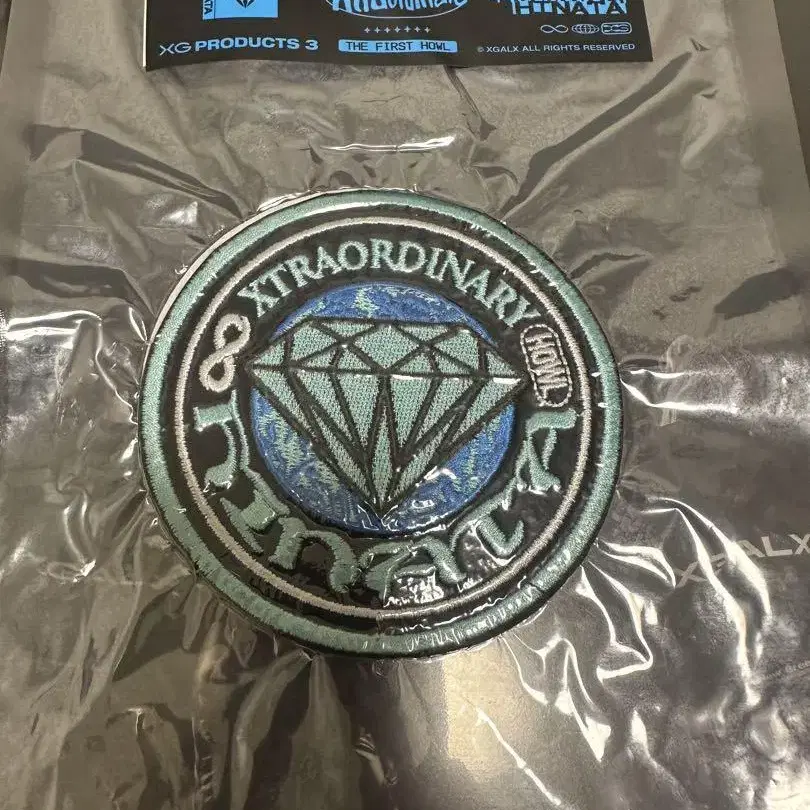 HINATA
XG PRODUCTS 3
THE FIRST HOWL
© XGALX ALL RIGHTS RESERVED
XTRAORDINARY
HOWL
HINATA
XGALX